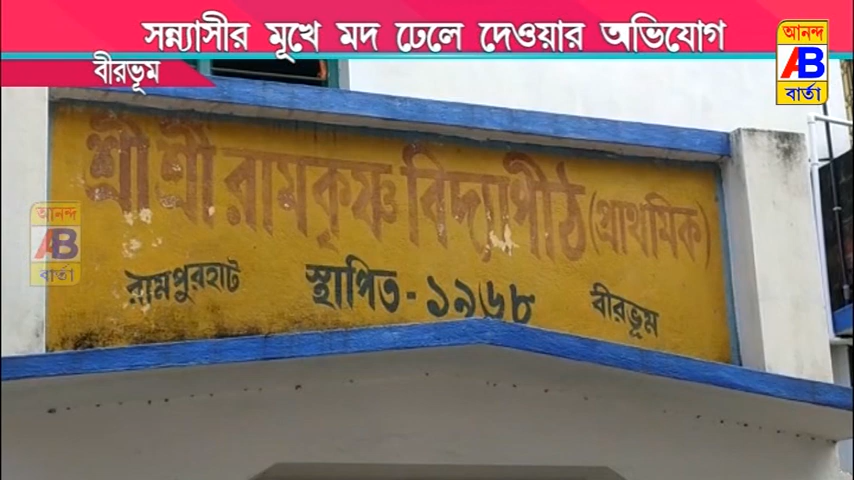 সন্ন্যাসীর মূখে মদ ঢেলে দেওয়ার অভিযোগ
বীরভূম
আনন্দ
AB
বার্তা
শ্রী শ্রী রামকৃষ্ণ বিদ্যাপীঠ (প্রাথমিক)
রামপুরহাট স্থাপিত - ১৯৬৮ বীরভূম
আনন্দ
AB
বার্তা